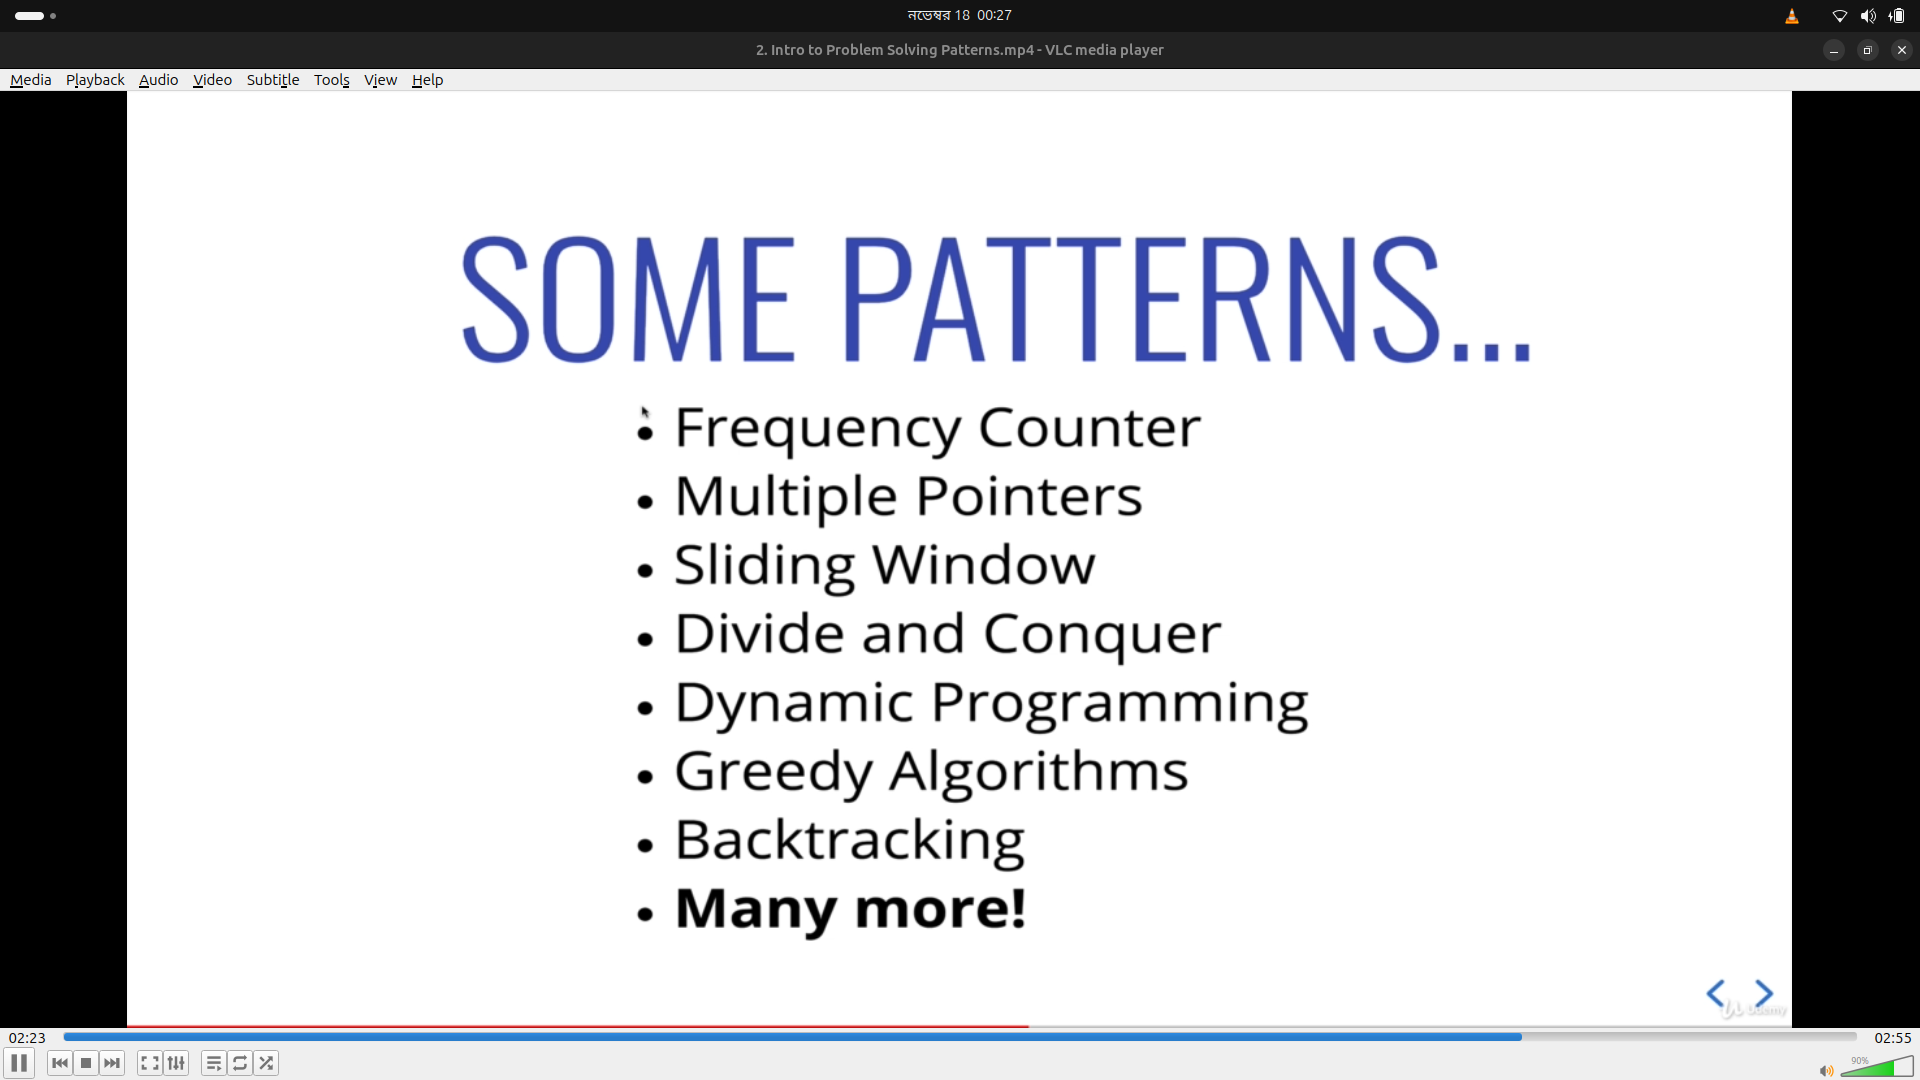 নভেম্বর 18 00:27
2. Intro to Problem Solving Patterns.mp4 - VLC media player
Media Playback Audio Video Subtitle Tools View Help
SOME PATTERNS...
• Frequency Counter
• Multiple Pointers
• Sliding Window
• Divide and Conquer
• Dynamic Programming
• Greedy Algorithms
• Backtracking
• Many more!
Udemy
02:23 02:55
90%